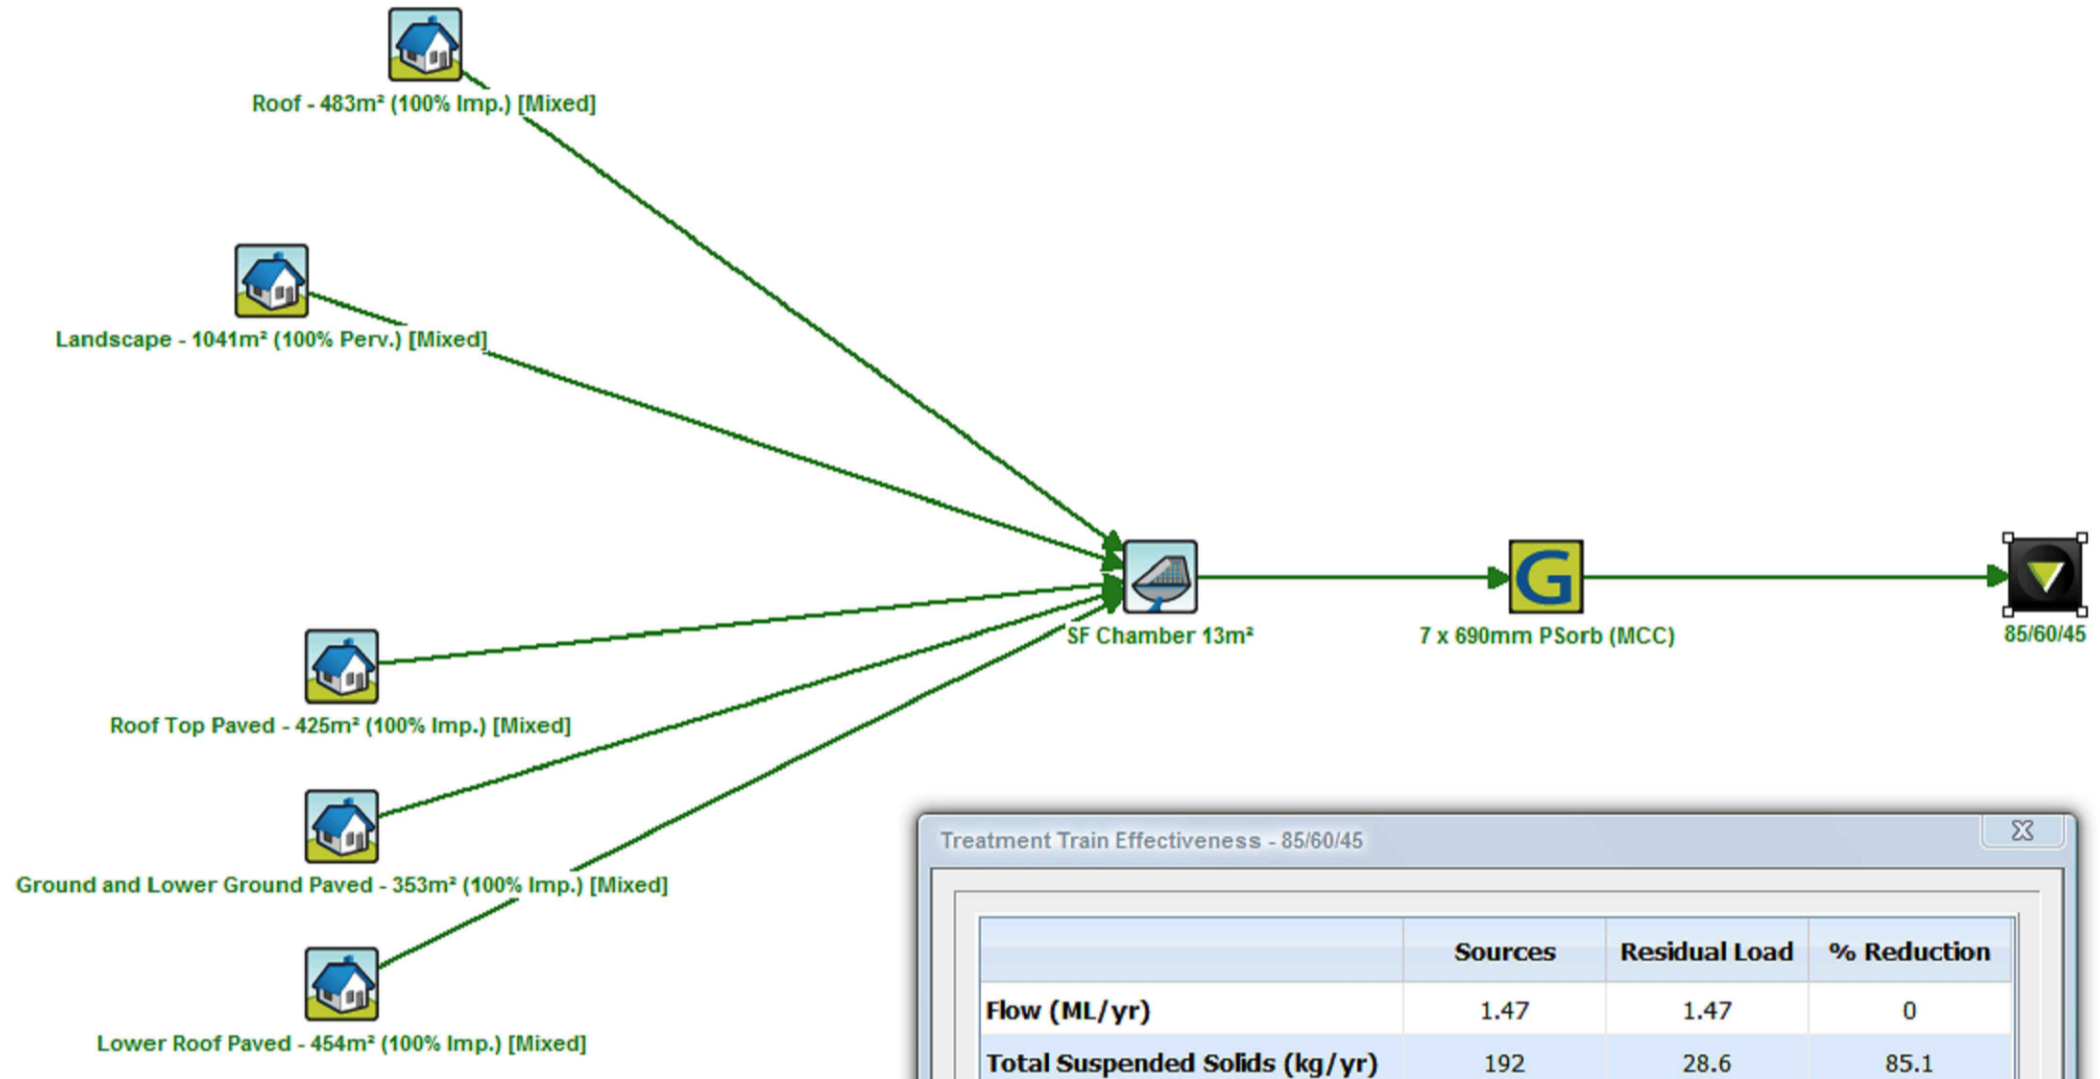 Roof - 483m² (100% Imp.) [Mixed]
Landscape - 1041m² (100% Perv.) [Mixed]
SF Chamber 13m²
G
7 x 690mm PSorb (MCC)
85/60/45
Roof Top Paved - 425m² (100% Imp.) [Mixed]
Ground and Lower Ground Paved - 353m² (100% Imp.) [Mixed]
Lower Roof Paved - 454m² (100% Imp.) [Mixed]
Treatment Train Effectiveness - 85/60/45
Sources Residual Load % Reduction
Flow (ML/yr) 1.47 1.47 0
Total Suspended Solids (kg/yr) 192 28.6 85.1